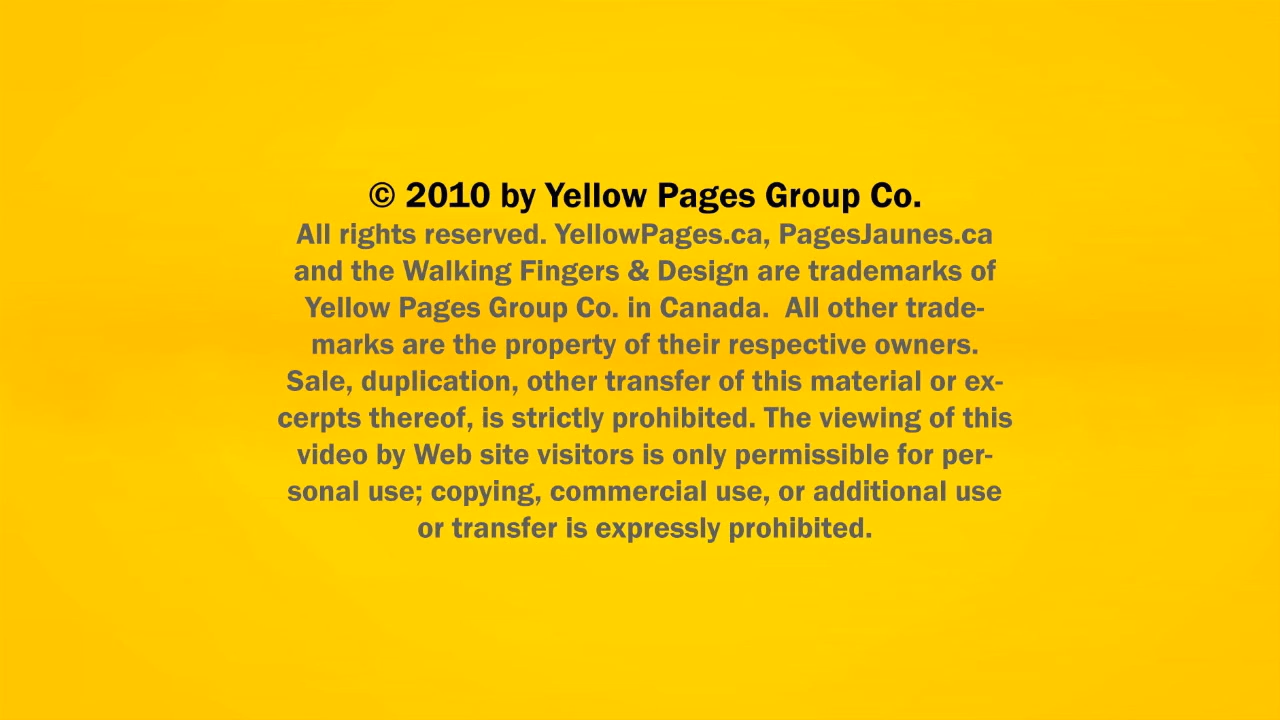 © 2010 by Yellow Pages Group Co.
All rights reserved. YellowPages.ca, PagesJaunes.ca
and the Walking Fingers & Design are trademarks of
Yellow Pages Group Co. in Canada.  All other trade-
marks are the property of their respective owners.
Sale, duplication, other transfer of this material or ex-
cerpts thereof, is strictly prohibited. The viewing of this
video by Web site visitors is only permissible for per-
sonal use; copying, commercial use, or additional use
or transfer is expressly prohibited.